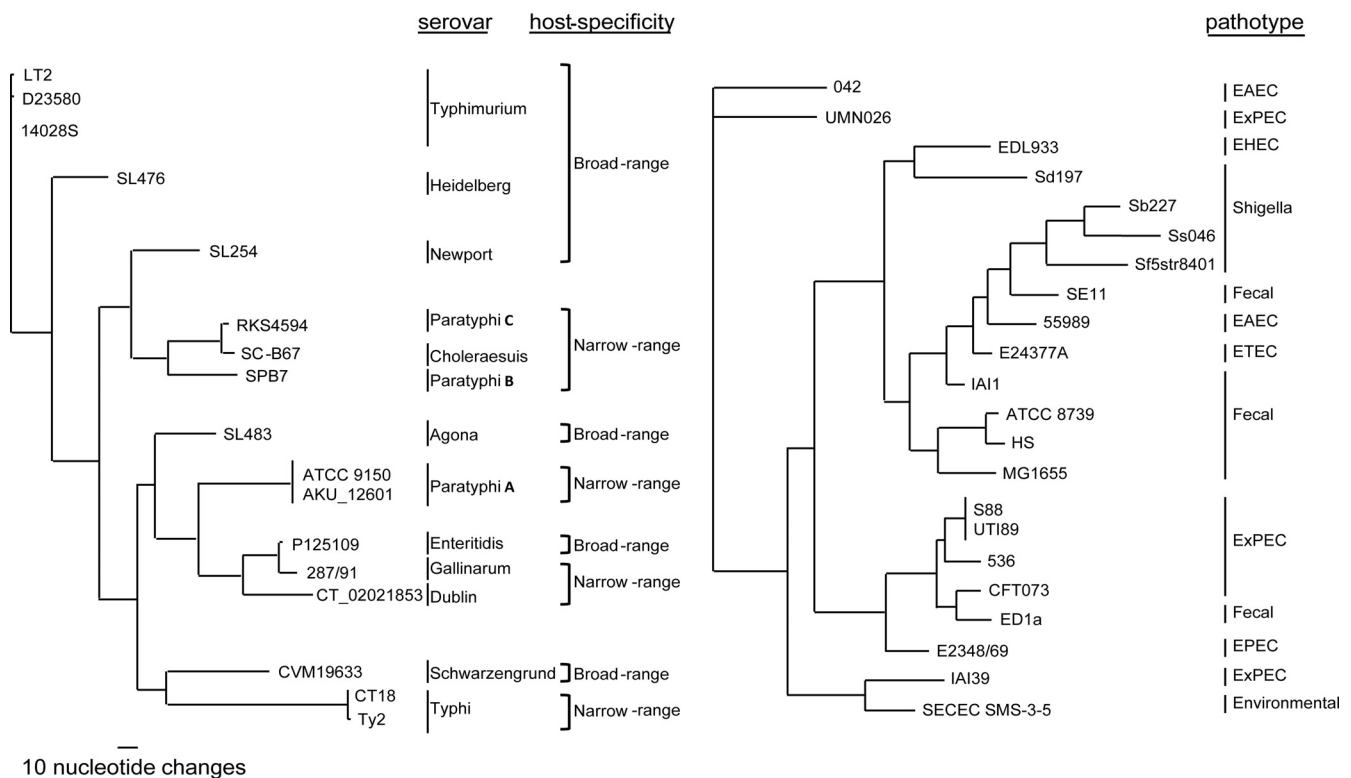 serovar
host-specificity
LT2
D23580
14028S
Typhimurium
Broad-range
SL476
Heidelberg
SL254
Newport
RKS4594
Paratyphi C
SC-B67
Choleraesuis
Narrow-range
SPB7
Paratyphi B
SL483
Agona
Broad-range
ATCC 9150
AKU_12601
Paratyphi A
Narrow-range
P125109
Enteritidis
Broad-range
287/91
Gallinarum
Narrow-range
CT_02021853
Dublin
CVM19633
Schwarzengrund
Broad-range
CT18
Ty2
Typhi
Narrow-range
10 nucleotide changes
pathotype
042
EAEC
UMN026
ExPEC
EDL933
EHEC
Sd197
Sb227
Shigella
Ss046
Sf5str8401
SE11
Fecal
55989
EAEC
E24377A
ETEC
IAI1
ATCC 8739
Fecal
HS
MG1655
S88
UTI89
ExPEC
536
CFT073
ED1a
Fecal
E2348/69
EPEC
IAI39
ExPEC
SECEC SMS-3-5
Environmental